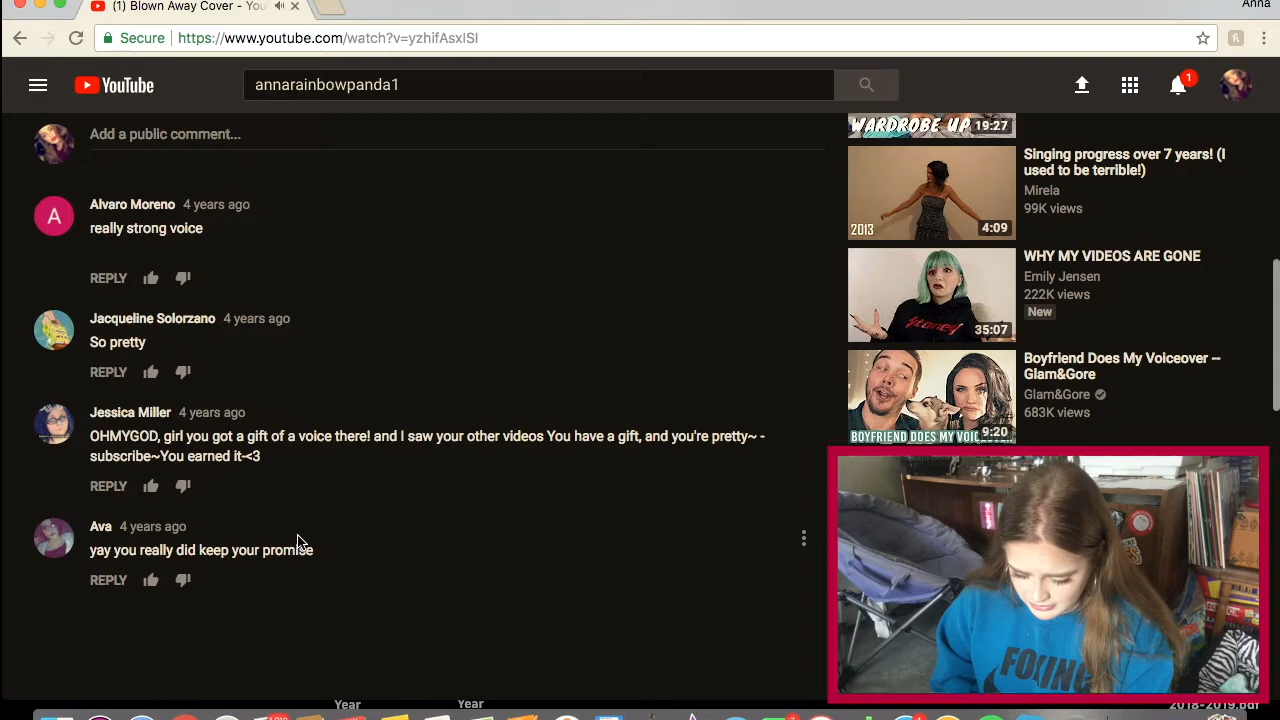 Anna
(1) Blown Away Cover - You
Secure https://www.youtube.com/watch?v=yzhifAsxISI
YouTube
annarainbowpanda1
1
Add a public comment...
Alvaro Moreno 4 years ago
really strong voice
REPLY
Jacqueline Solorzano 4 years ago
So pretty
REPLY
Jessica Miller 4 years ago
OHMYGOD, girl you got a gift of a voice there! and I saw your other videos You have a gift, and you're pretty~ -
subscribe~You earned it-<3
REPLY
Ava 4 years ago
yay you really did keep your promise
REPLY
WARDROBE UP
19:27
Singing progress over 7 years! (I
used to be terrible!)
Mirela
99K views
2013
4:09
WHY MY VIDEOS ARE GONE
Emily Jensen
222K views
New
35:07
Boyfriend Does My Voiceover --
Glam&Gore
Glam&Gore
683K views
9:20
BOYFRIEND DOES MY VOIC
FOXING
Year
Year
2018-2019.pdf